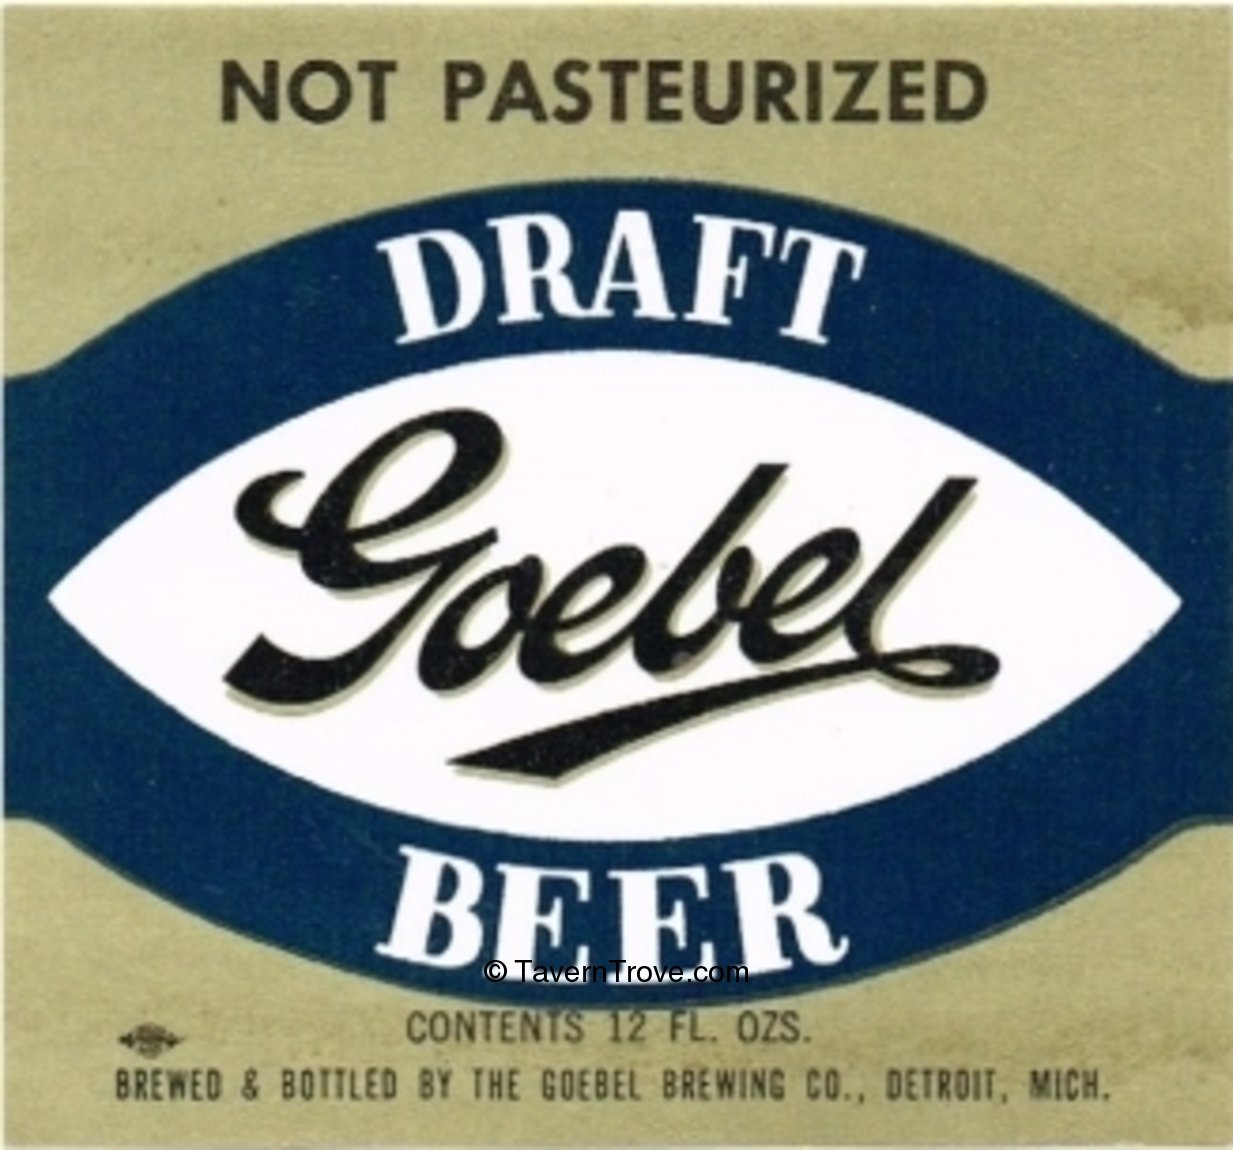 NOT PASTEURIZED
DRAFT
Goebel
BEER
© TavernTrove.com
CONTENTS 12 FL. OZS.
BREWED & BOTTLED BY THE GOEBEL BREWING CO., DETROIT, MICH.